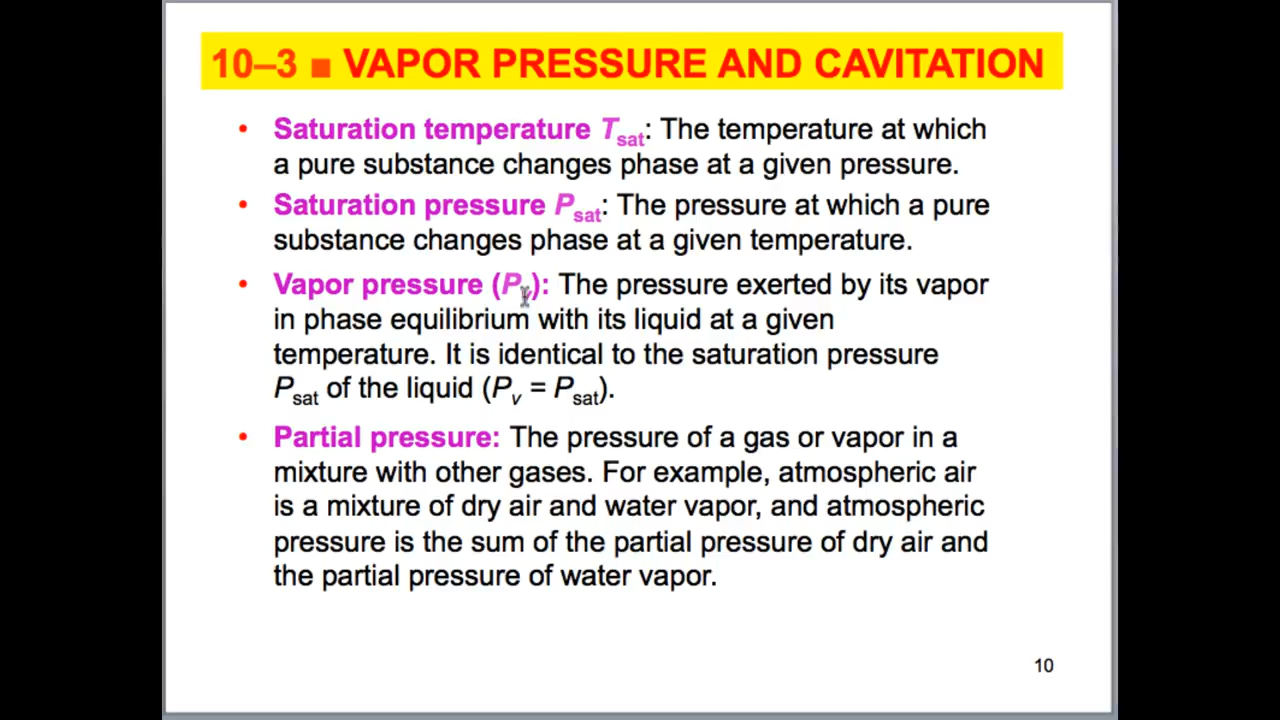 10–3 ■ VAPOR PRESSURE AND CAVITATION
• Saturation temperature Tsat: The temperature at which
a pure substance changes phase at a given pressure.
• Saturation pressure Psat: The pressure at which a pure
substance changes phase at a given temperature.
• Vapor pressure (Pv): The pressure exerted by its vapor
in phase equilibrium with its liquid at a given
temperature. It is identical to the saturation pressure
Psat of the liquid (Pv = Psat).
• Partial pressure: The pressure of a gas or vapor in a
mixture with other gases. For example, atmospheric air
is a mixture of dry air and water vapor, and atmospheric
pressure is the sum of the partial pressure of dry air and
the partial pressure of water vapor.
10